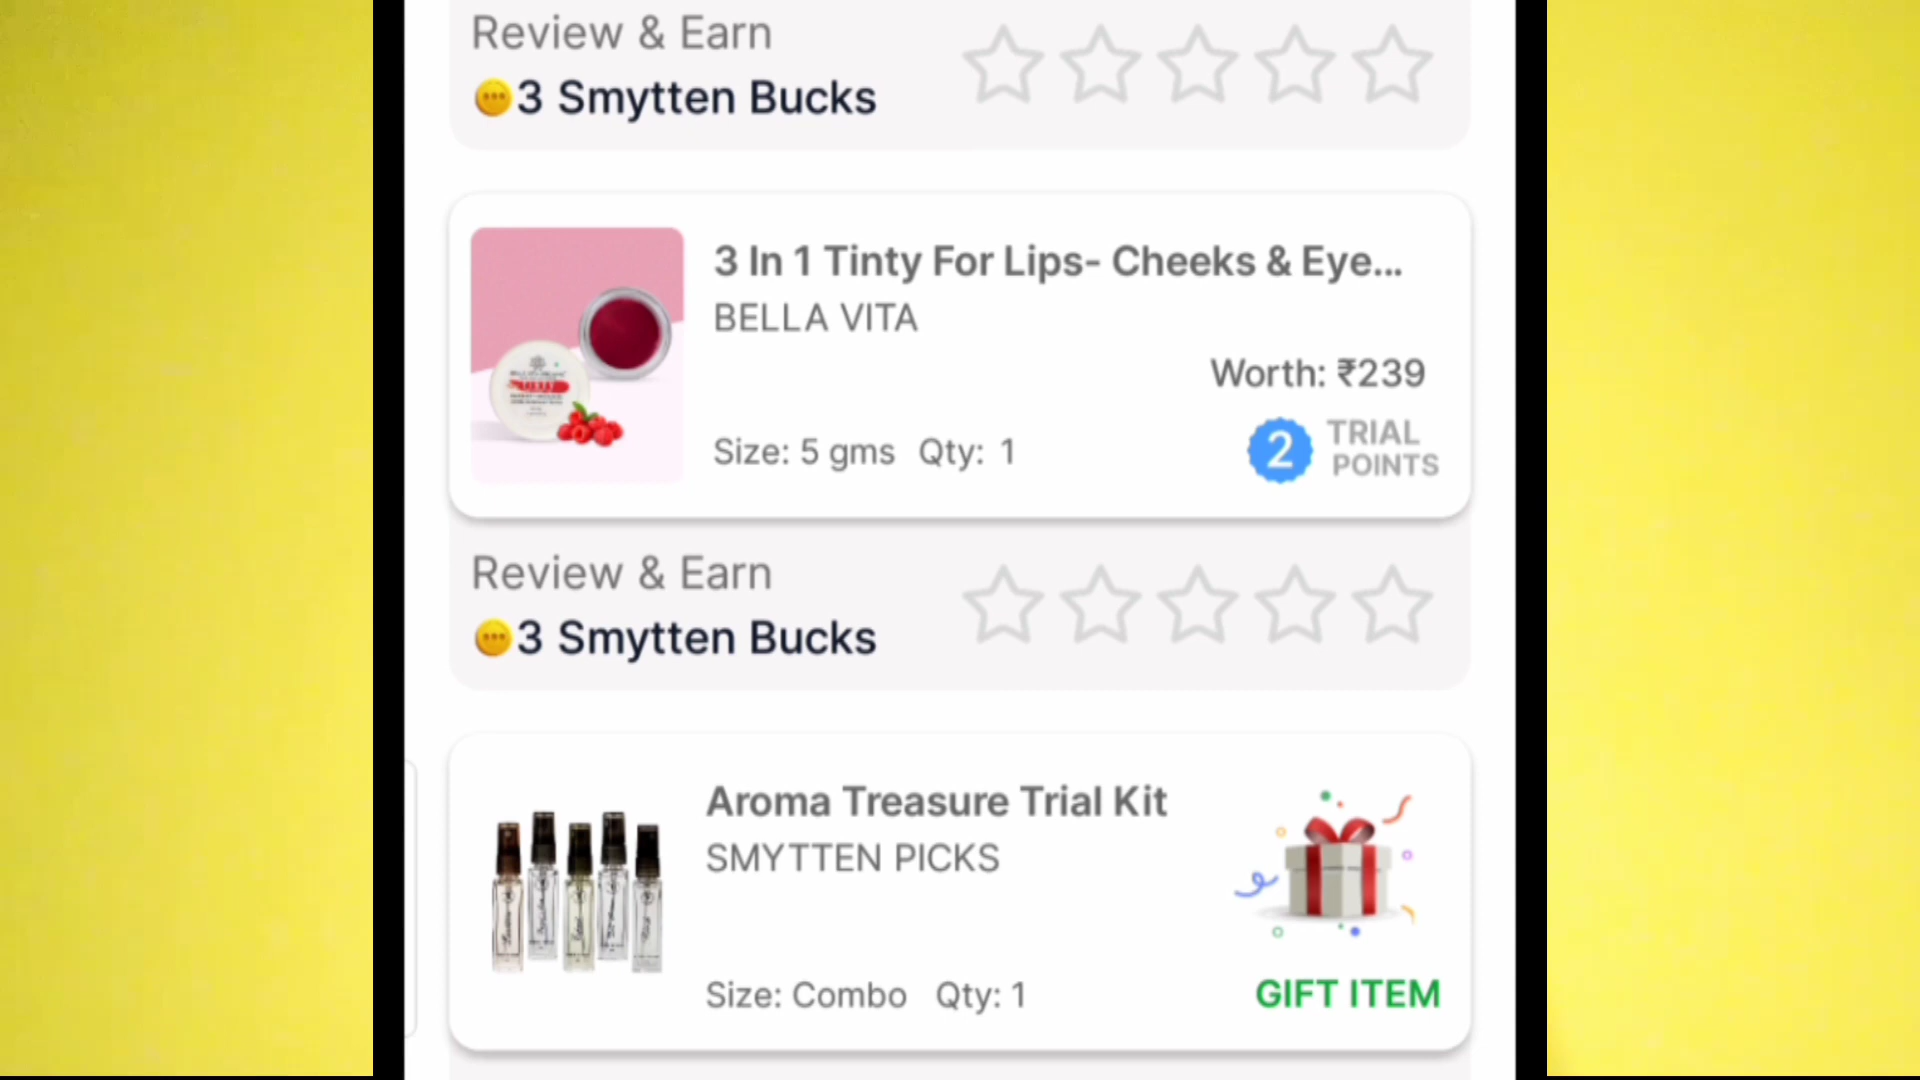 Review & Earn
3 Smytten Bucks
3 In 1 Tinty For Lips- Cheeks & Eye...
BELLA VITA
Worth: ₹239
Size: 5 gms Qty: 1
2 TRIAL POINTS
Review & Earn
3 Smytten Bucks
Aroma Treasure Trial Kit
SMYTTEN PICKS
Size: Combo Qty: 1
GIFT ITEM